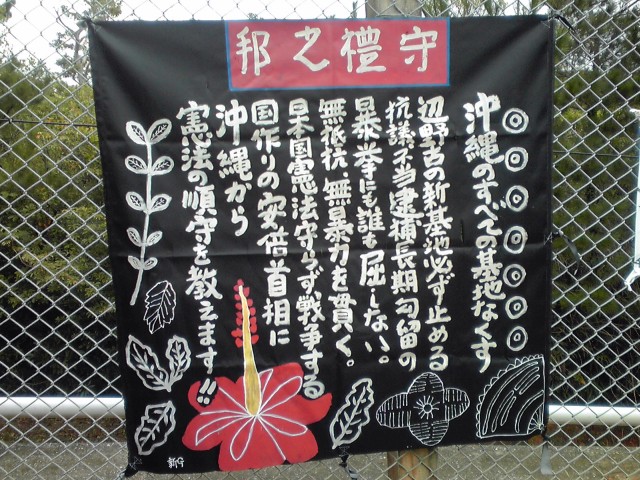 守禮之邦
沖縄のすべての基地なくす
辺野古の新基地必ず止める
抗議不当逮捕長期勾留の
暴挙にも誰も屈しない。
無抵抗、無暴力を貫く。
日本国憲法守らず戦争する
国作りの安倍首相に
沖縄から
憲法の順守を教えます!!